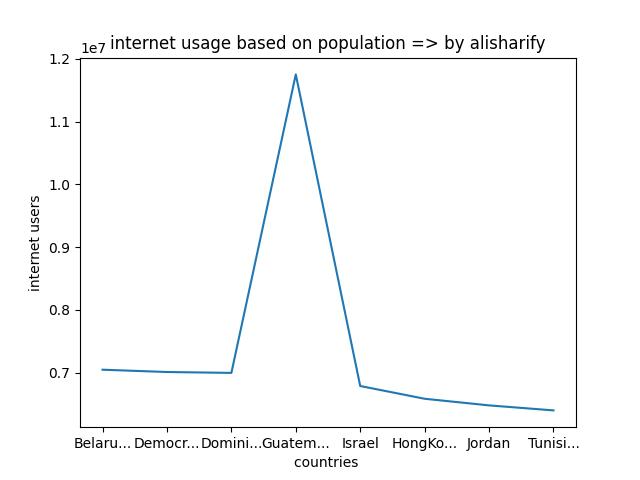 1e7 internet usage based on population => by alisharify
1.2
1.1
1.0
0.9
0.8
0.7
internet users
Belaru... Democr... Domini... Guatem... Israel HongKo... Jordan Tunisi...
countries